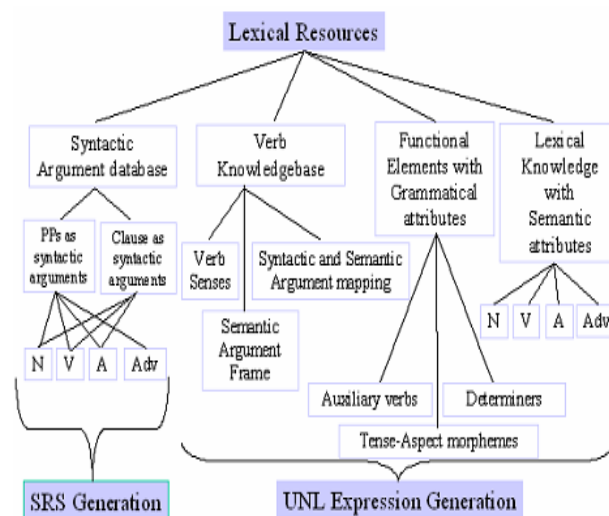 Lexical Resources
Syntactic
Argument database
Verb
Knowledgebase
Functional
Elements with
Grammatical
attributes
Lexical
Knowledge
with
Semantic
attributes
PPs as
syntactic
arguments
Clause as
syntactic
arguments
Verb
Senses
Syntactic and Semantic
Argument mapping
Semantic
Argument
Frame
N V A Adv
N V A Adv
Auxiliary verbs
Determiners
Tense-Aspect morphemes
SRS Generation
UNL Expression Generation